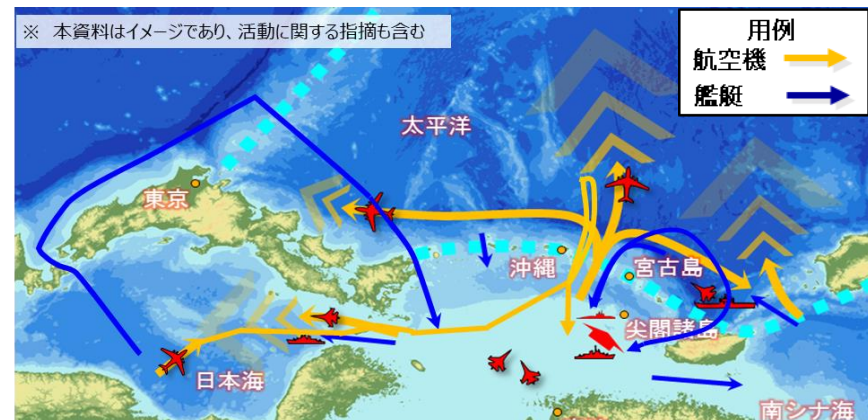 ※ 本資料はイメージであり、活動に関する指摘も含む
用例
航空機
艦艇
太平洋
東京
沖縄
宮古島
尖閣諸島
日本海
南シナ海